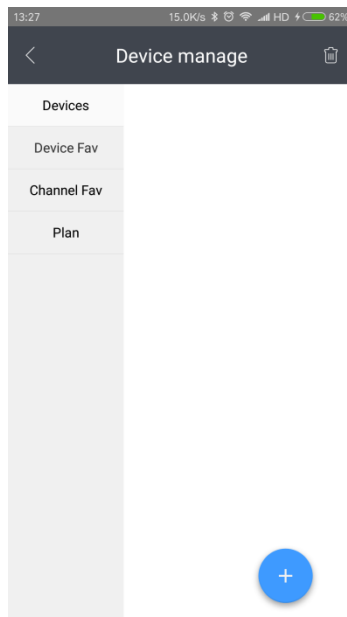 13:27 15.0K/s HD 62%
Device manage
Devices
Device Fav
Channel Fav
Plan